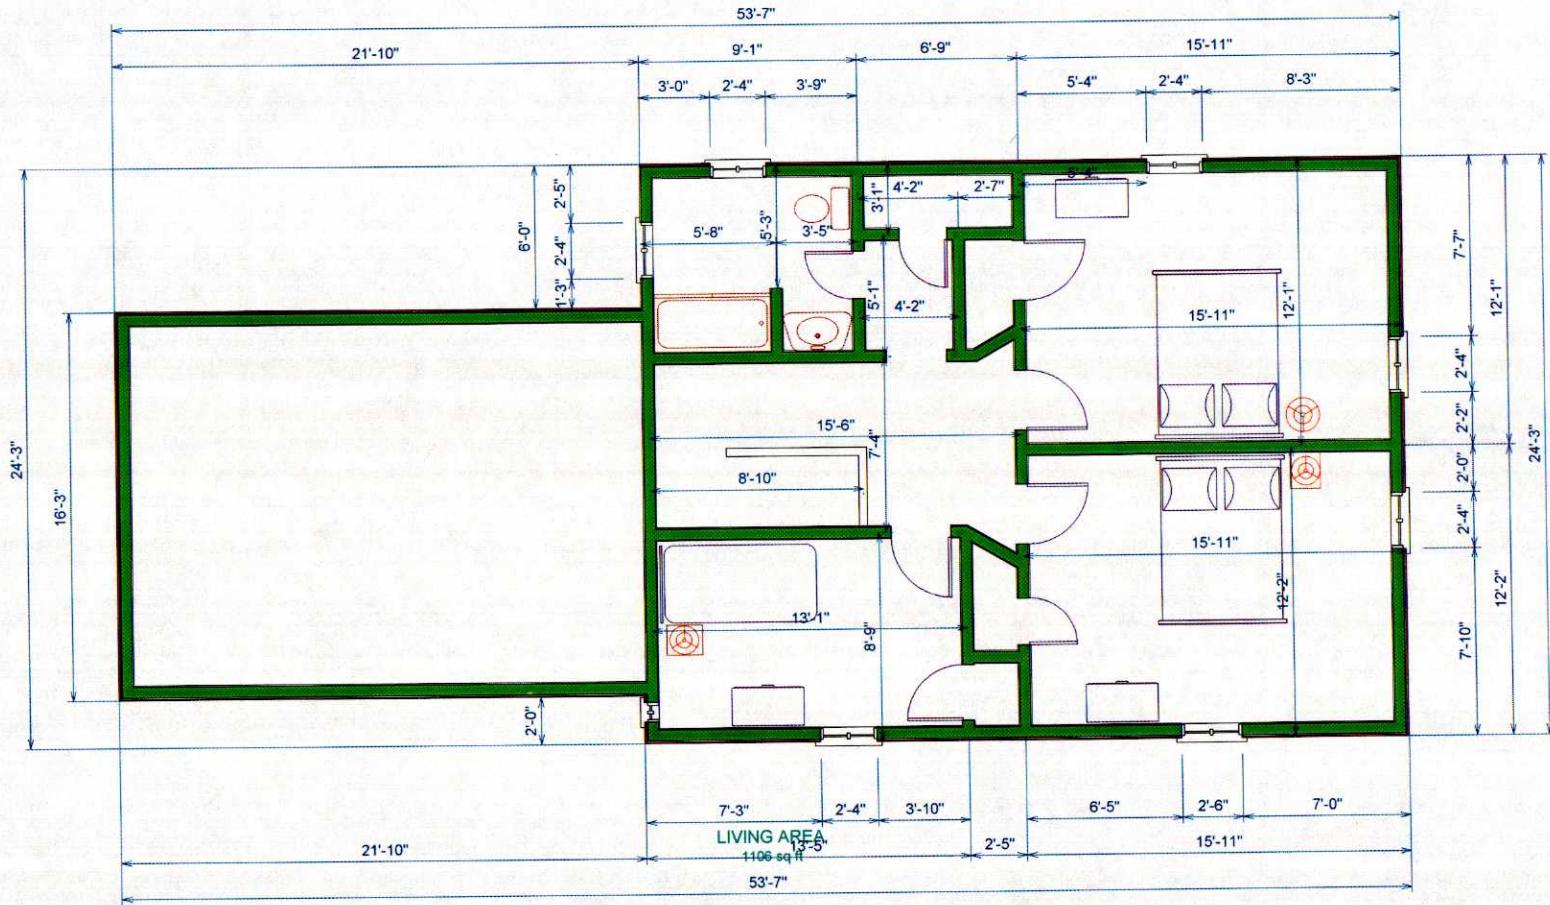 53'-7"
21'-10" 9'-1" 6'-9" 15'-11"
3'-0" 2'-4" 3'-9" 5'-4" 2'-4" 8'-3"
2'-5" 5'-4"
3'-1" 4'-2" 2'-7"
6'-0" 2'-4" 5'-8" 5'-3" 3'-5" 7'-7"
1'-3" 5'-1" 4'-2" 12'-1" 12'-1"
15'-11"
2'-4"
24'-3" 15'-6" 7'-4" 2'-2" 24'-3"
8'-10" 2'-0"
16'-3" 2'-4"
15'-11"
12'-2" 12'-2"
13'-1" 8'-9" 7'-10"
2'-0"
7'-3" 2'-4" 3'-10" 6'-5" 2'-6" 7'-0"
LIVING AREA
21'-10" 13'-5" 2'-5" 15'-11"
1106 sq ft
53'-7"